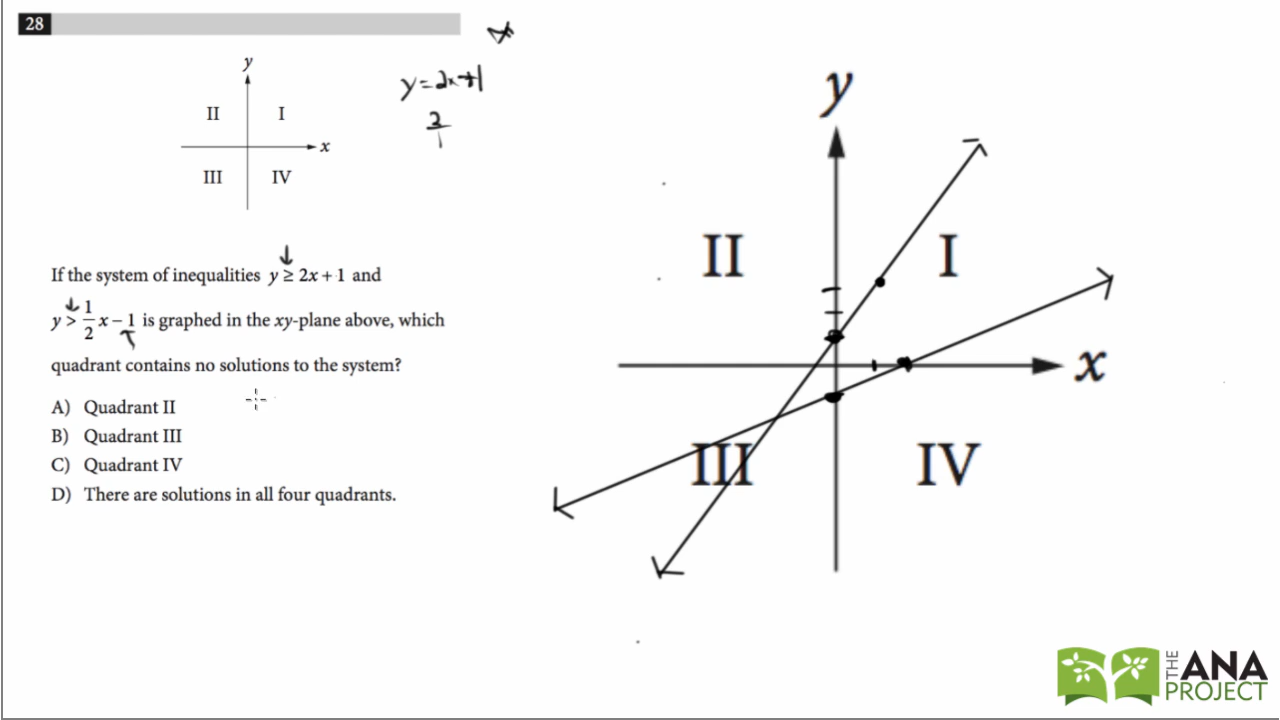 28
y
II I
x
III IV
y=2x+1
2
1
If the system of inequalities y ≥ 2x + 1 and
y > 1/2 x − 1 is graphed in the xy-plane above, which
quadrant contains no solutions to the system?
A) Quadrant II
B) Quadrant III
C) Quadrant IV
D) There are solutions in all four quadrants.
y
II I
x
III IV
THE ANA
PROJECT